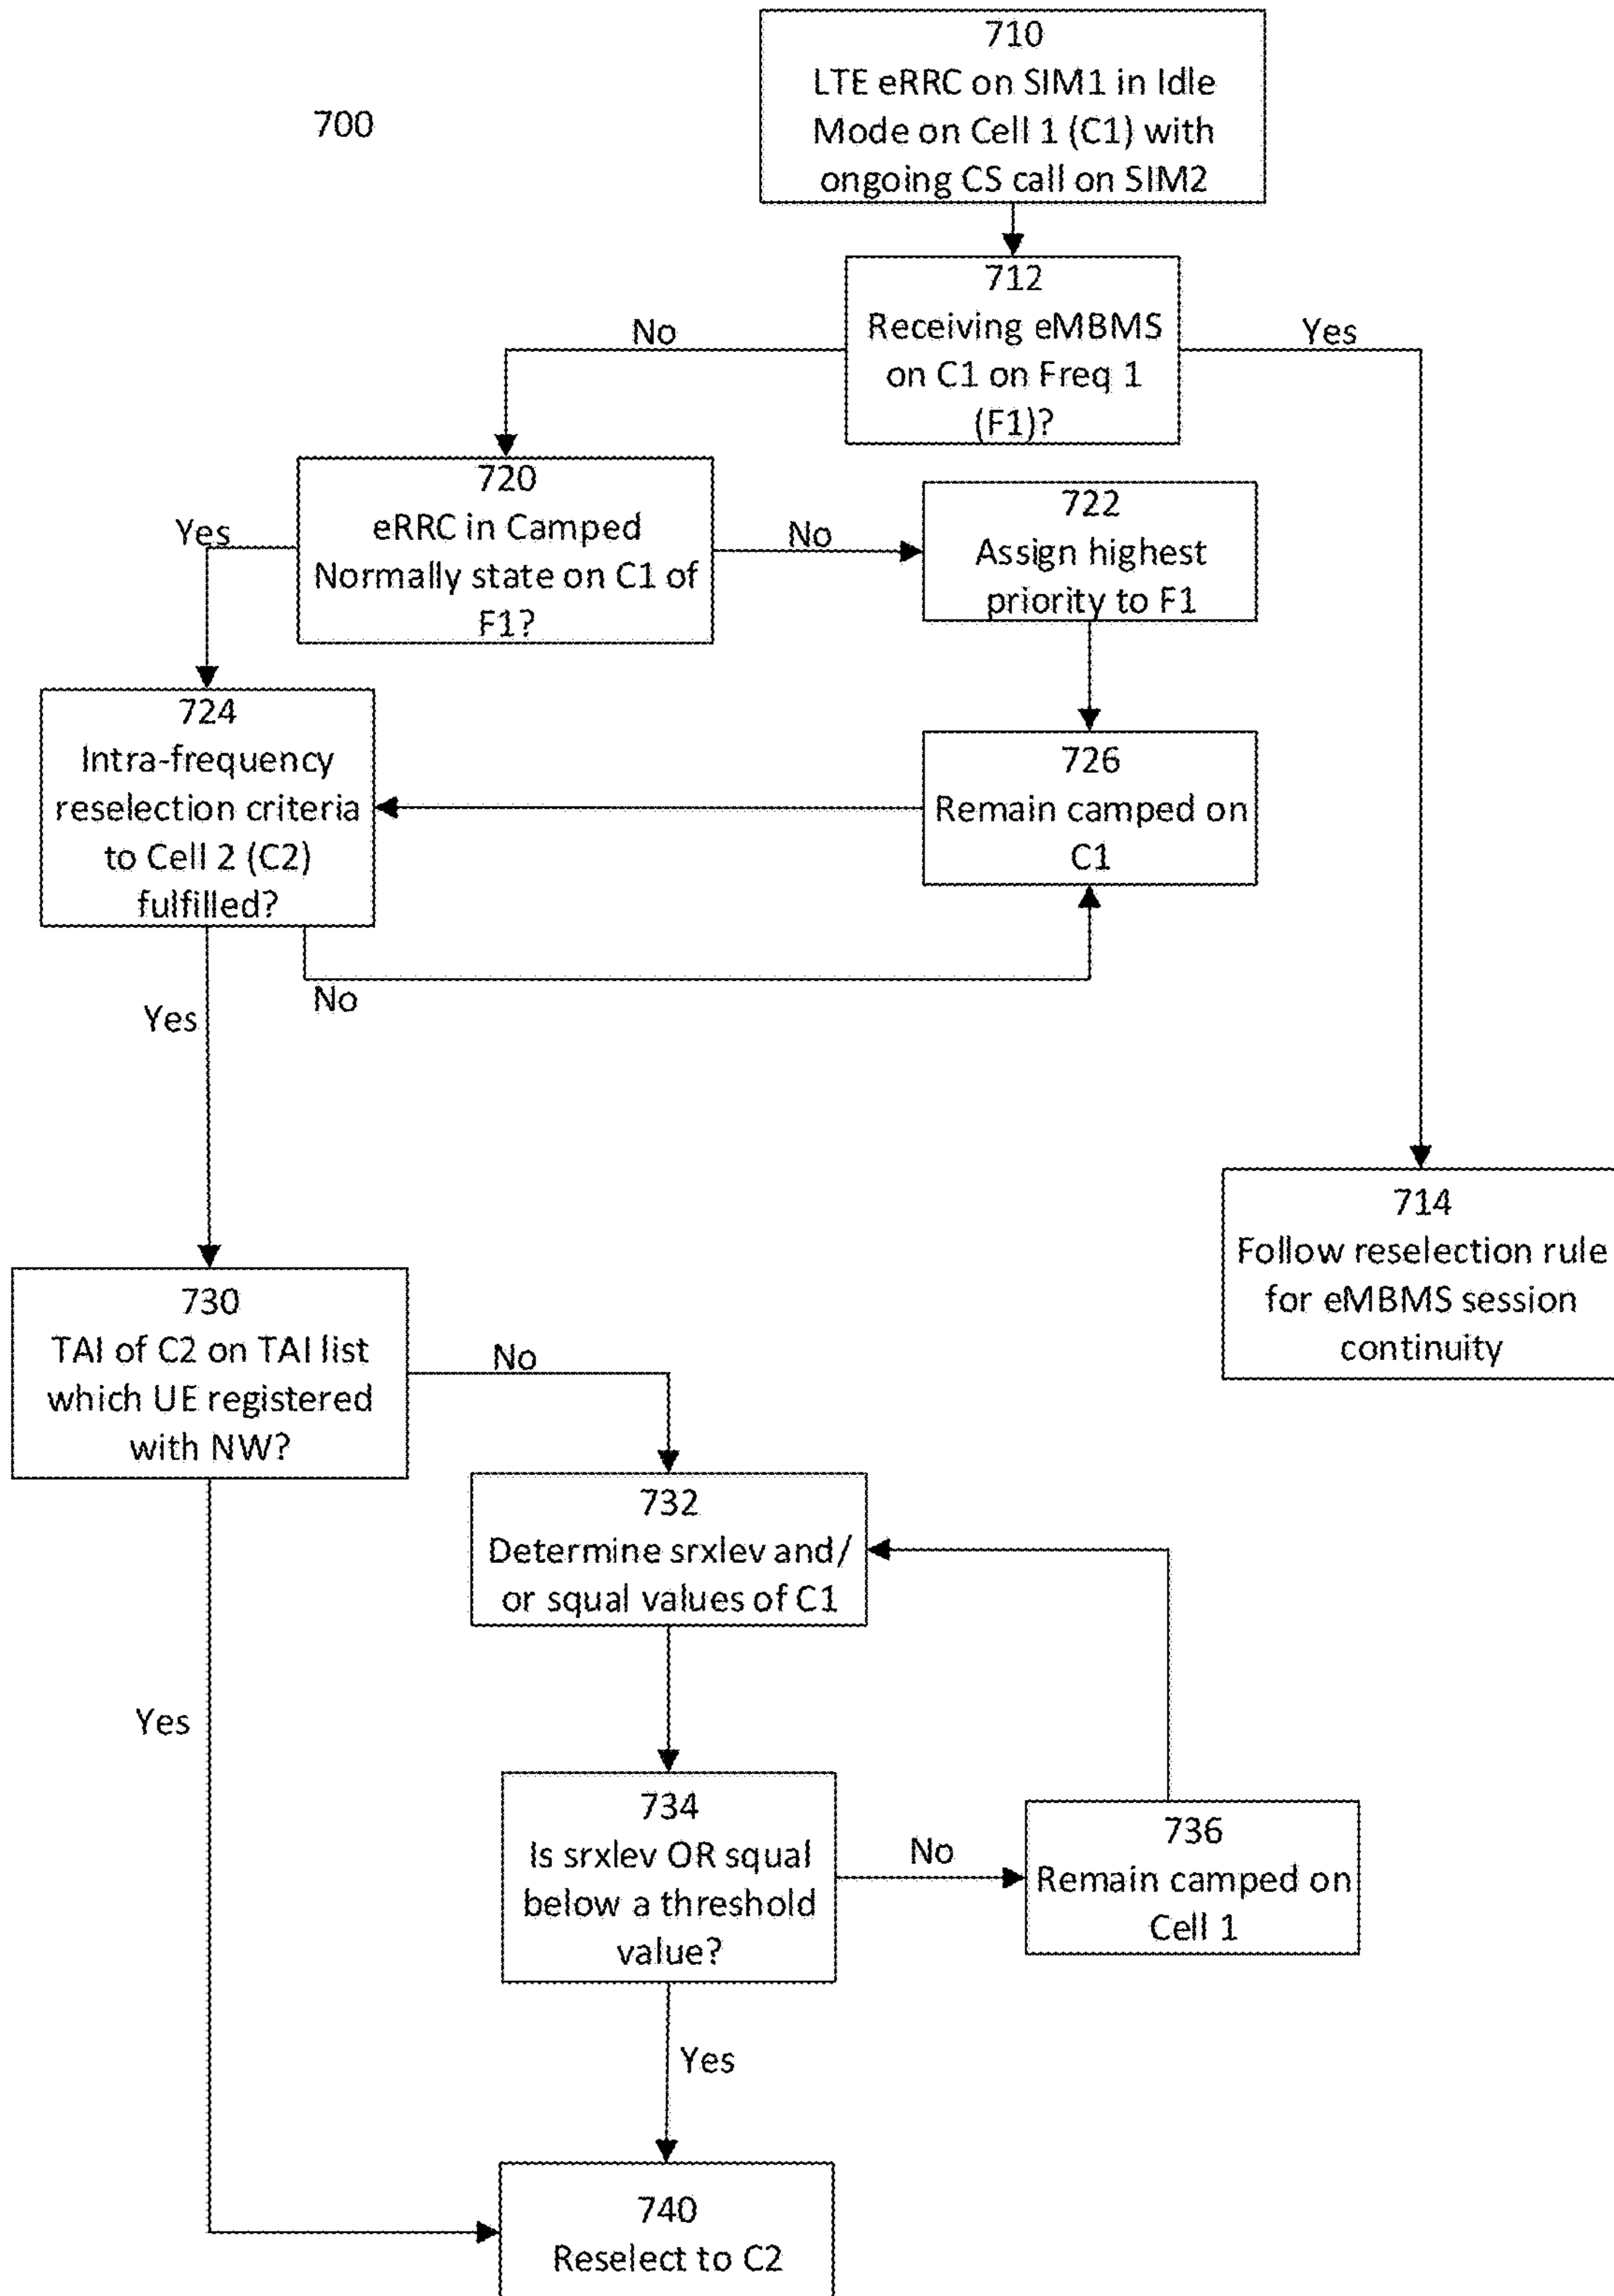 700
710
LTE eRRC on SIM1 in Idle
Mode on Cell 1 (C1) with
ongoing CS call on SIM2
712
Receiving eMBMS
on C1 on Freq 1
(F1)?
No
Yes
720
eRRC in Camped
Normally state on C1 of
F1?
Yes
No
722
Assign highest
priority to F1
724
Intra-frequency
reselection criteria
to Cell 2 (C2)
fulfilled?
726
Remain camped on
C1
No
Yes
714
Follow reselection rule
for eMBMS session
continuity
730
TAI of C2 on TAI list
which UE registered
with NW?
No
732
Determine srxlev and/
or squal values of C1
Yes
734
Is srxlev OR squal
below a threshold
value?
No
736
Remain camped on
Cell 1
Yes
740
Reselect to C2